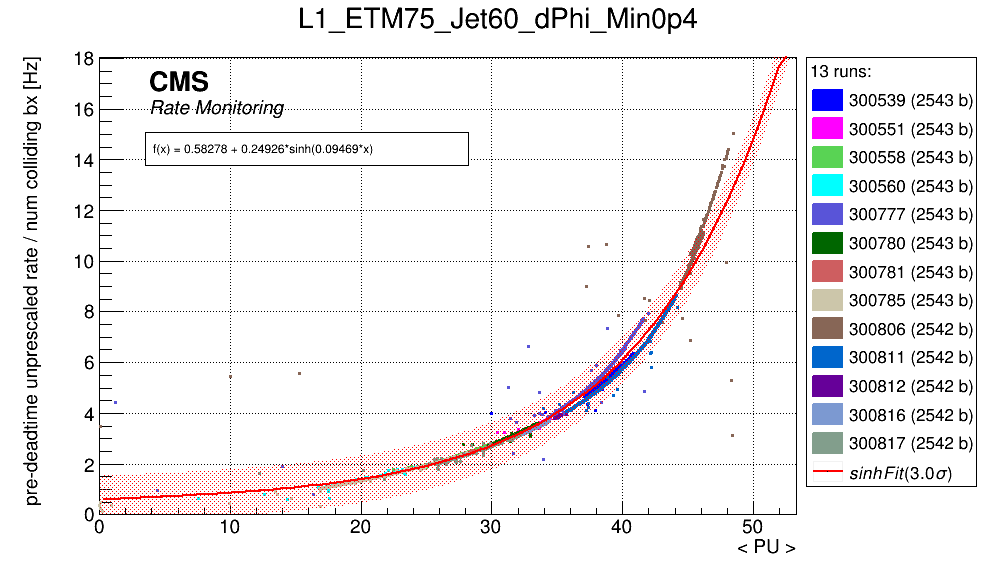 L1_ETM75_Jet60_dPhi_Min0p4
pre-deadtime unprescaled rate / num colliding bx [Hz]
18
16
14
12
10
8
6
4
2
0
CMS
Rate Monitoring
f(x) = 0.58278 + 0.24926*sinh(0.09469*x)
0
10
20
30
40
50
< PU >
13 runs:
300539 (2543 b)
300551 (2543 b)
300558 (2543 b)
300560 (2543 b)
300777 (2543 b)
300780 (2543 b)
300781 (2543 b)
300785 (2543 b)
300806 (2542 b)
300811 (2542 b)
300812 (2542 b)
300816 (2542 b)
300817 (2542 b)
sinhFit(3.0σ)